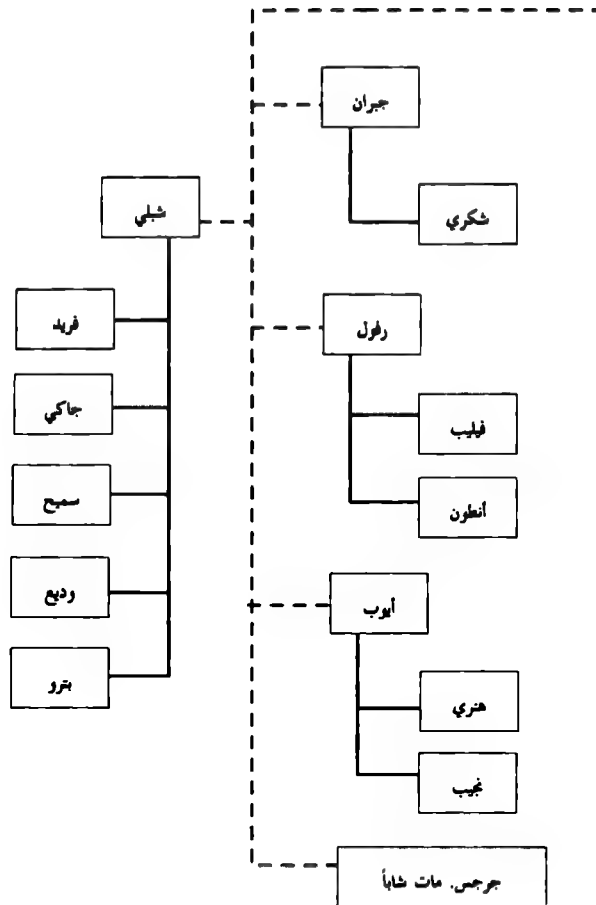 جبران
شكري
شبلي
فريد
جاكي
سميح
وديع
بترو
رفول
فيليب
أنطون
أيوب
هنري
نجيب
جرجس. مات شاباً